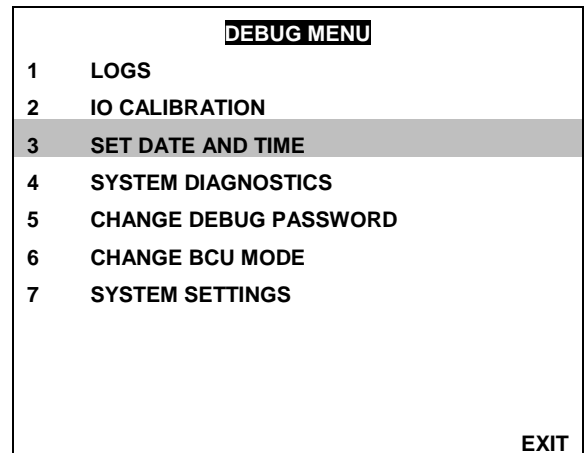 DEBUG MENU
1 LOGS
2 IO CALIBRATION
3 SET DATE AND TIME
4 SYSTEM DIAGNOSTICS
5 CHANGE DEBUG PASSWORD
6 CHANGE BCU MODE
7 SYSTEM SETTINGS
EXIT